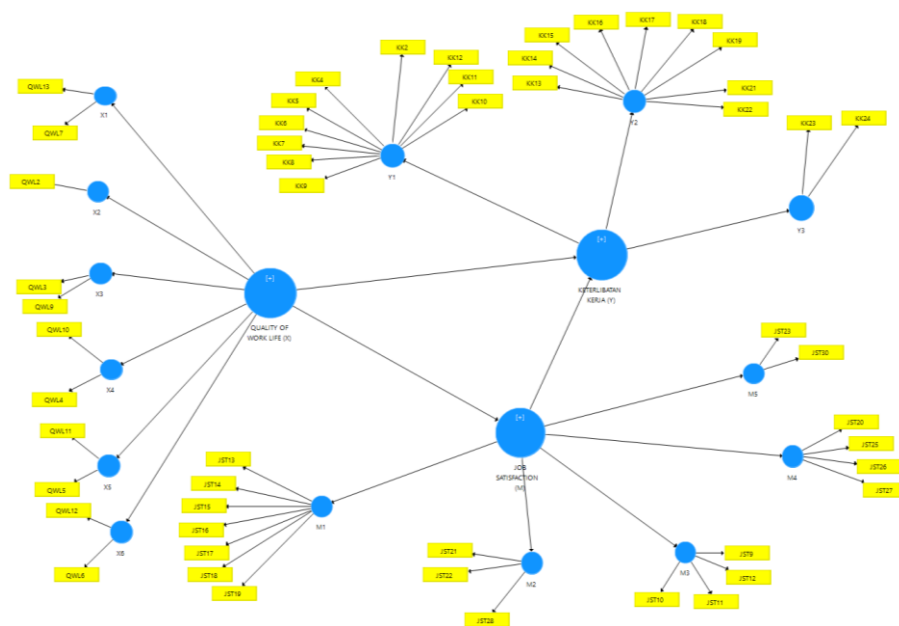 KK16
KK17
KK18
KK15
KK19
KK14
KK13
KK21
KK22
Y2
KK2
KK12
KK11
KK10
KK4
KK5
KK6
KK7
KK8
KK9
Y1
KK23
KK24
Y3
QWL13
QWL7
X1
QWL2
X2
QWL3
QWL9
X3
QWL10
QWL4
X4
QWL11
QWL5
X5
QWL12
QWL6
X6
[+]
QUALITY OF
WORK LIFE (X)
[+]
KETERLIBATAN
KERJA (Y)
[+]
JOB
SATISFACTION
(M)
JST23
JST30
M5
JST20
JST25
JST26
JST27
M4
JST13
JST14
JST15
JST16
JST17
JST18
JST19
M1
JST21
JST22
JST28
M2
JST9
JST12
JST11
JST10
M3